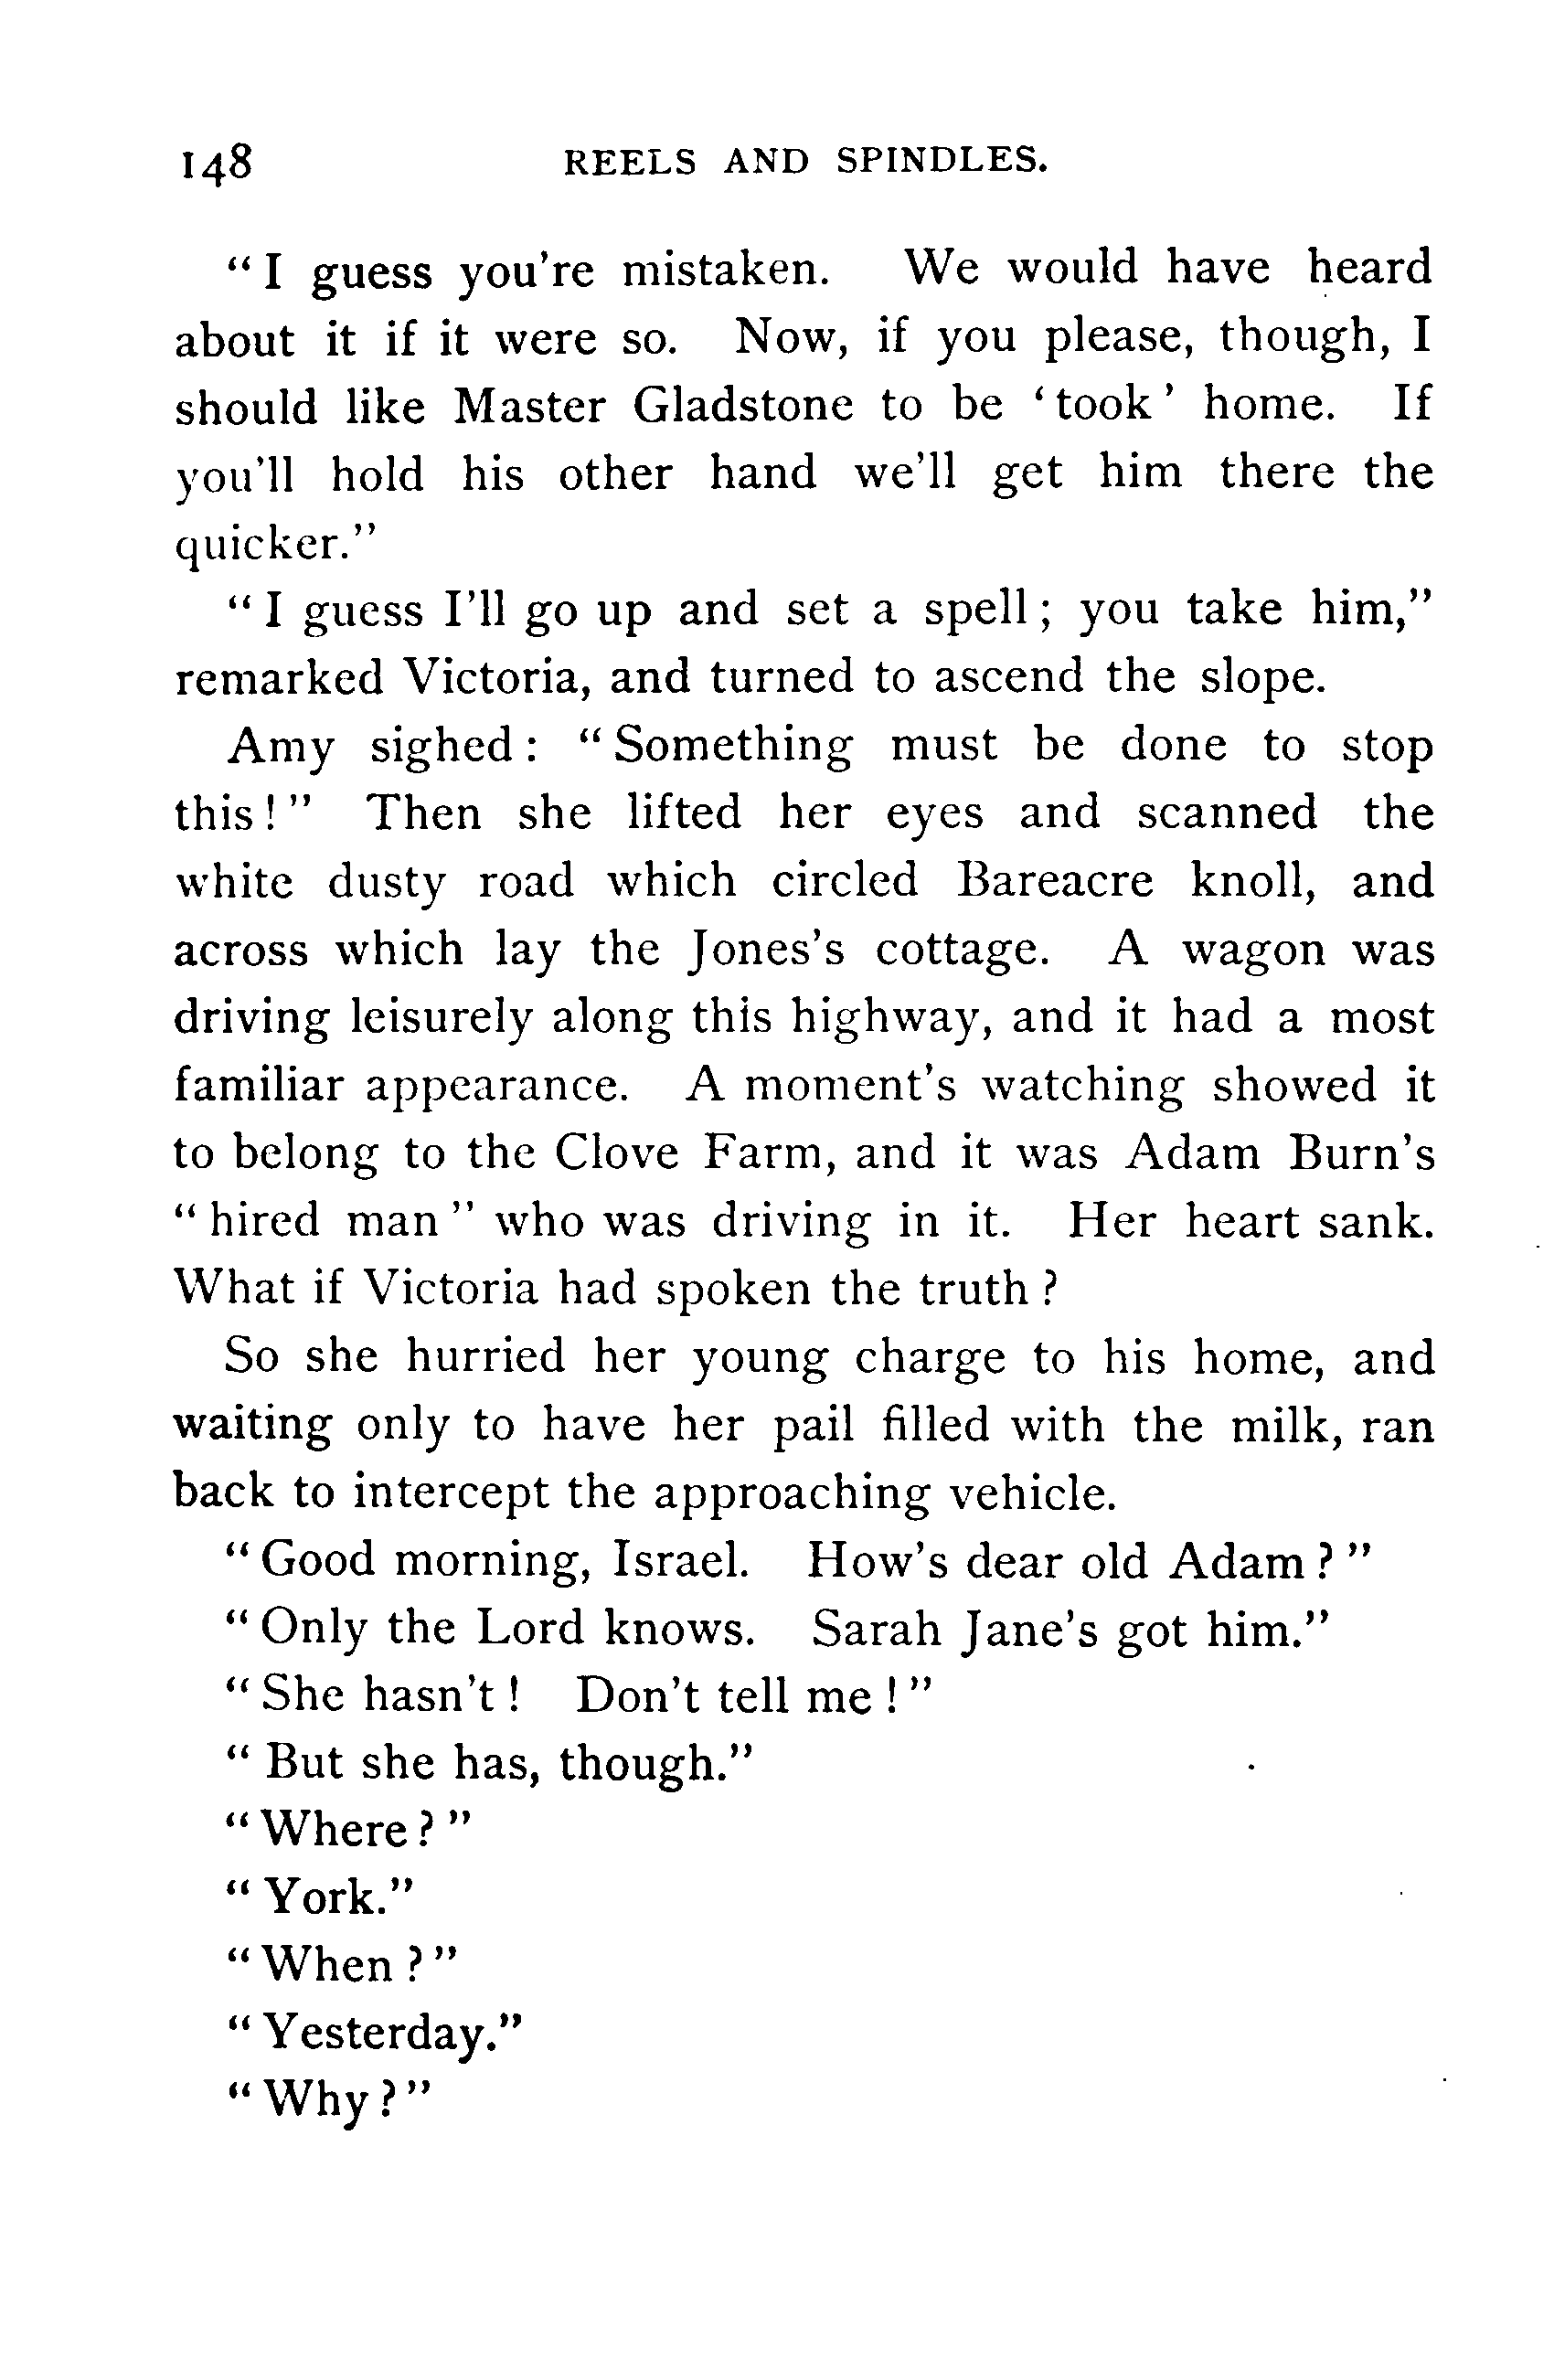 148 REELS AND SPINDLES.
“I guess you’re mistaken. We would have heard
about it if it were so. Now, if you please, though, I
should like Master Gladstone to be ‘took’ home. If
you’ll hold his other hand we’ll get him there the
quicker.”
“I guess I’ll go up and set a spell; you take him,”
remarked Victoria, and turned to ascend the slope.
Amy sighed: “Something must be done to stop
this!” Then she lifted her eyes and scanned the
white dusty road which circled Bareacre knoll, and
across which lay the Jones’s cottage. A wagon was
driving leisurely along this highway, and it had a most
familiar appearance. A moment’s watching showed it
to belong to the Clove Farm, and it was Adam Burn’s
“hired man” who was driving in it. Her heart sank.
What if Victoria had spoken the truth?
So she hurried her young charge to his home, and
waiting only to have her pail filled with the milk, ran
back to intercept the approaching vehicle.
“Good morning, Israel. How’s dear old Adam?”
“Only the Lord knows. Sarah Jane’s got him.”
“She hasn’t! Don’t tell me!”
“But she has, though.”
“Where?”
“York.”
“When?”
“Yesterday.”
“Why?”